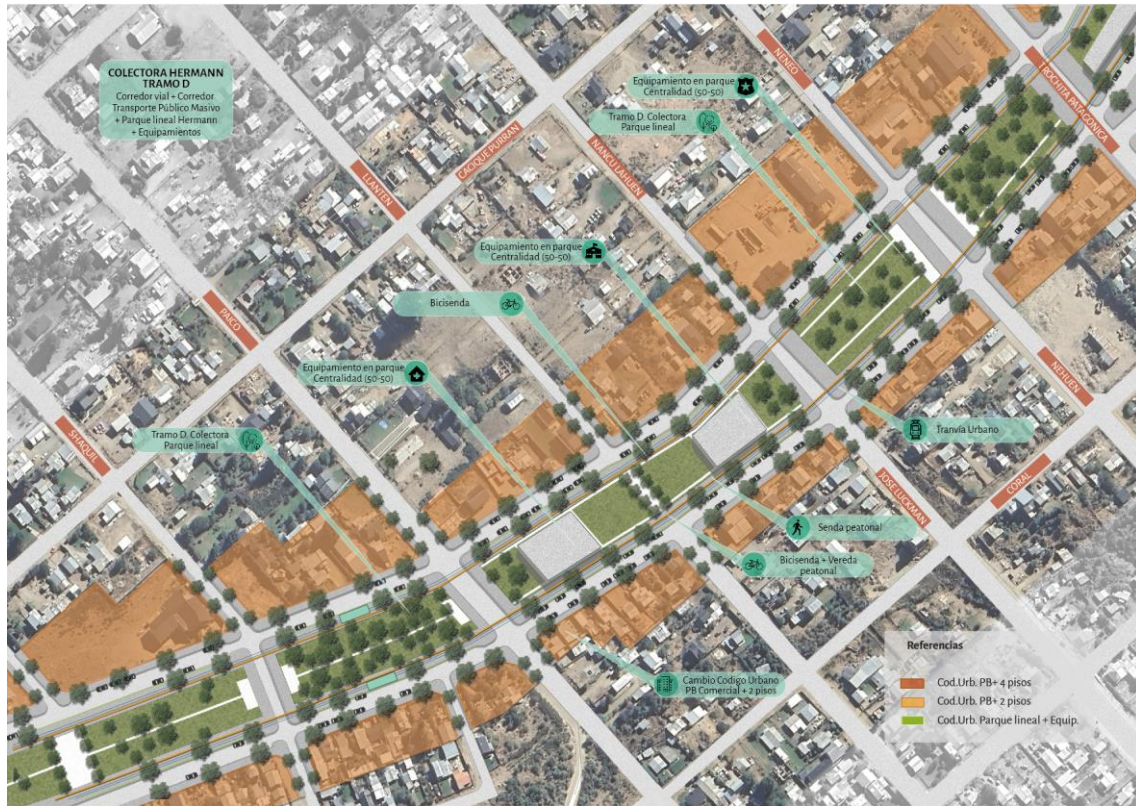 COLECTORA HERMANN
TRAMO D
Corredor vial + Corredor
Transporte Público Masivo
+ Parque lineal Hermann
+ Equipamientos
Equipamiento en parque
Centralidad (50-50)
Tramo D. Colectora
Parque lineal
NENEO
TROCHITA PATAGONICA
CACIQUE PURRAN
ÑANCU LAHUEN
LLANTEN
Equipamiento en parque
Centralidad (50-50)
Bicisenda
PAICO
Equipamiento en parque
Centralidad (50-50)
NEHUEN
Tranvía Urbano
SHAQUIL
Tramo D. Colectora
Parque lineal
JOSE LUCKMAN
CORAL
Senda peatonal
Bicisenda + Vereda
peatonal
Cambio Codigo Urbano
PB Comercial + 2 pisos
Referencias
Cod.Urb. PB+ 4 pisos
Cod.Urb. PB+ 2 pisos
Cod.Urb. Parque lineal + Equip.